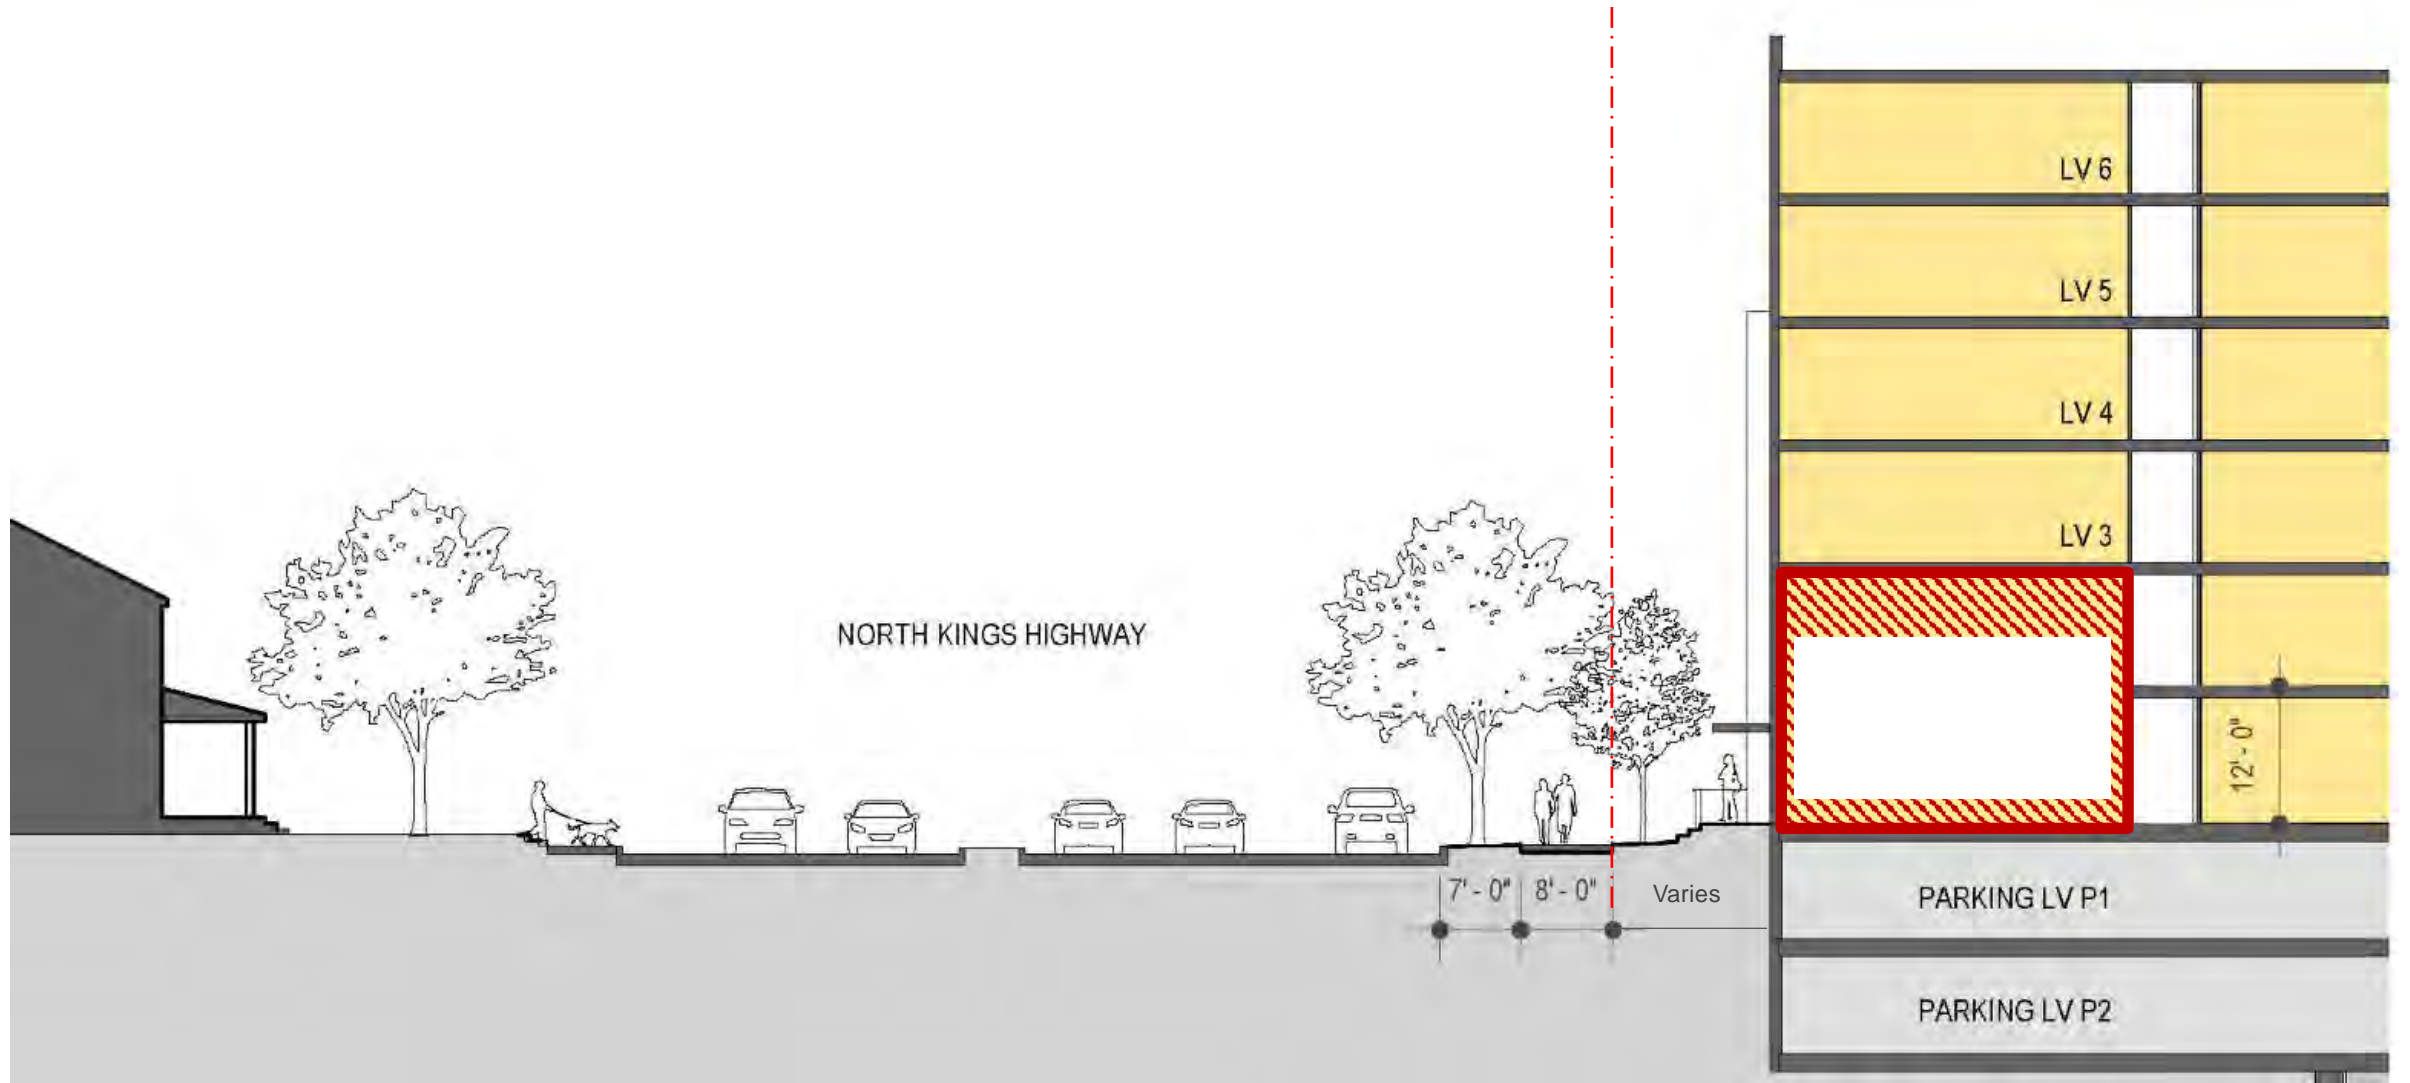 LV 6
LV 5
LV 4
LV 3
NORTH KINGS HIGHWAY
12' - 0"
7' - 0"
8' - 0"
Varies
PARKING LV P1
PARKING LV P2